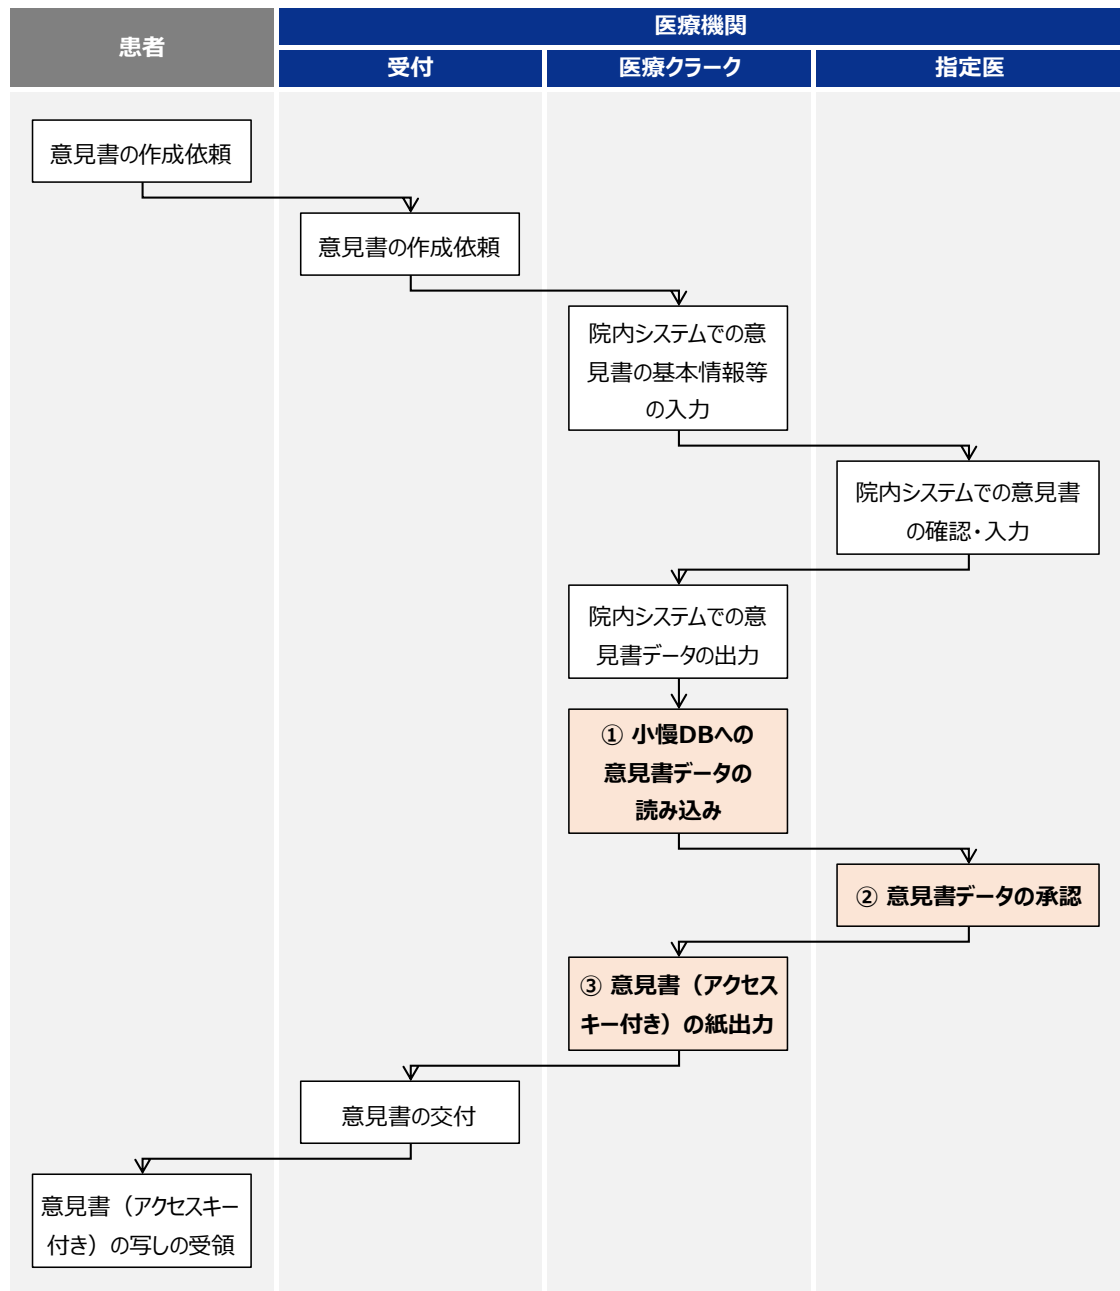 患者
医療機関
受付
医療クラーク
指定医
意見書の作成依頼
意見書の作成依頼
院内システムでの意
見書の基本情報等
の入力
院内システムでの意見書
の確認・入力
院内システムでの意
見書データの出力
① 小慢DBへの
意見書データの
読み込み
② 意見書データの承認
③ 意見書（アクセス
キー付き）の紙出力
意見書の交付
意見書（アクセスキー
付き）の写しの受領